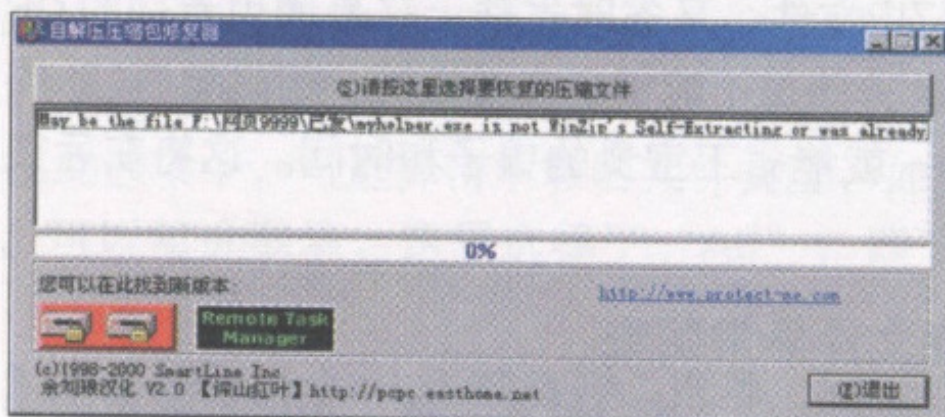 自解压压缩包修复器
(S)请按这里选择要恢复的压缩文件
May be the file F:\网页9999\已发\myhelper.exe is not WinZip's Self-Extracting or was already
0%
您可以在此找到新版本
http://www.protect-me.com
Remote Task
Manager
(c)1998-2000 SmartLine Inc
汉化 V2.0 【深山红叶】http://pcpc.easthome.net
(E)退出